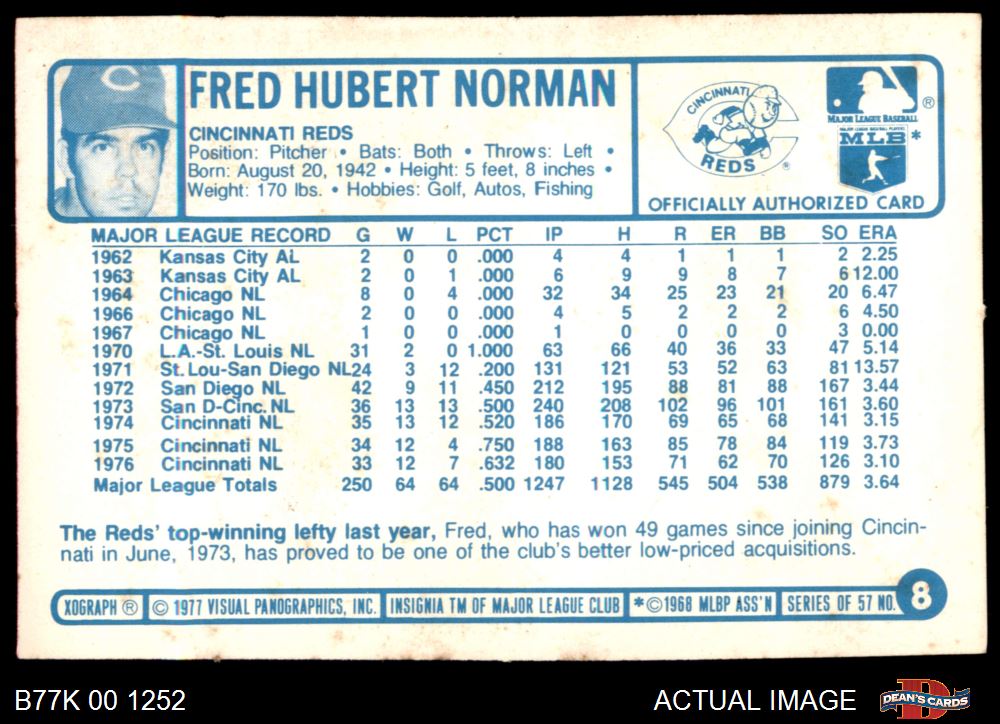 C
FRED HUBERT NORMAN
CINCINNATI REDS
Position: Pitcher • Bats: Both • Throws: Left •
Born: August 20, 1942 • Height: 5 feet, 8 inches •
Weight: 170 lbs. • Hobbies: Golf, Autos, Fishing
CINCINNATI
REDS ®
®
MAJOR LEAGUE BASEBALL
MAJOR LEAGUE BASEBALL PLAYERS
MLB *
OFFICIALLY AUTHORIZED CARD
MAJOR LEAGUE RECORD G W L PCT IP H R ER BB SO ERA
1962 Kansas City AL 2 0 0 .000 4 4 1 1 1 2 2.25
1963 Kansas City AL 2 0 1 .000 6 9 9 8 7 6 12.00
1964 Chicago NL 8 0 4 .000 32 34 25 23 21 20 6.47
1966 Chicago NL 2 0 0 .000 4 5 2 2 2 6 4.50
1967 Chicago NL 1 0 0 .000 1 0 0 0 0 3 0.00
1970 L.A.-St. Louis NL 31 2 0 1.000 63 66 40 36 33 47 5.14
1971 St. Lou-San Diego NL 24 3 12 .200 131 121 53 52 63 81 13.57
1972 San Diego NL 42 9 11 .450 212 195 88 81 88 167 3.44
1973 San D-Cinc. NL 36 13 13 .500 240 208 102 96 101 161 3.60
1974 Cincinnati NL 35 13 12 .520 186 170 69 65 68 141 3.15
1975 Cincinnati NL 34 12 4 .750 188 163 85 78 84 119 3.73
1976 Cincinnati NL 33 12 7 .632 180 153 71 62 70 126 3.10
Major League Totals 250 64 64 .500 1247 1128 545 504 538 879 3.64
The Reds' top-winning lefty last year, Fred, who has won 49 games since joining Cincin-
nati in June, 1973, has proved to be one of the club's better low-priced acquisitions.
XOGRAPH ® © 1977 VISUAL PANOGRAPHICS, INC. INSIGNIA TM OF MAJOR LEAGUE CLUB *©1968 MLBP ASS'N SERIES OF 57 NO. 8
B77K 00 1252 ACTUAL IMAGE
D
DEAN'S CARDS